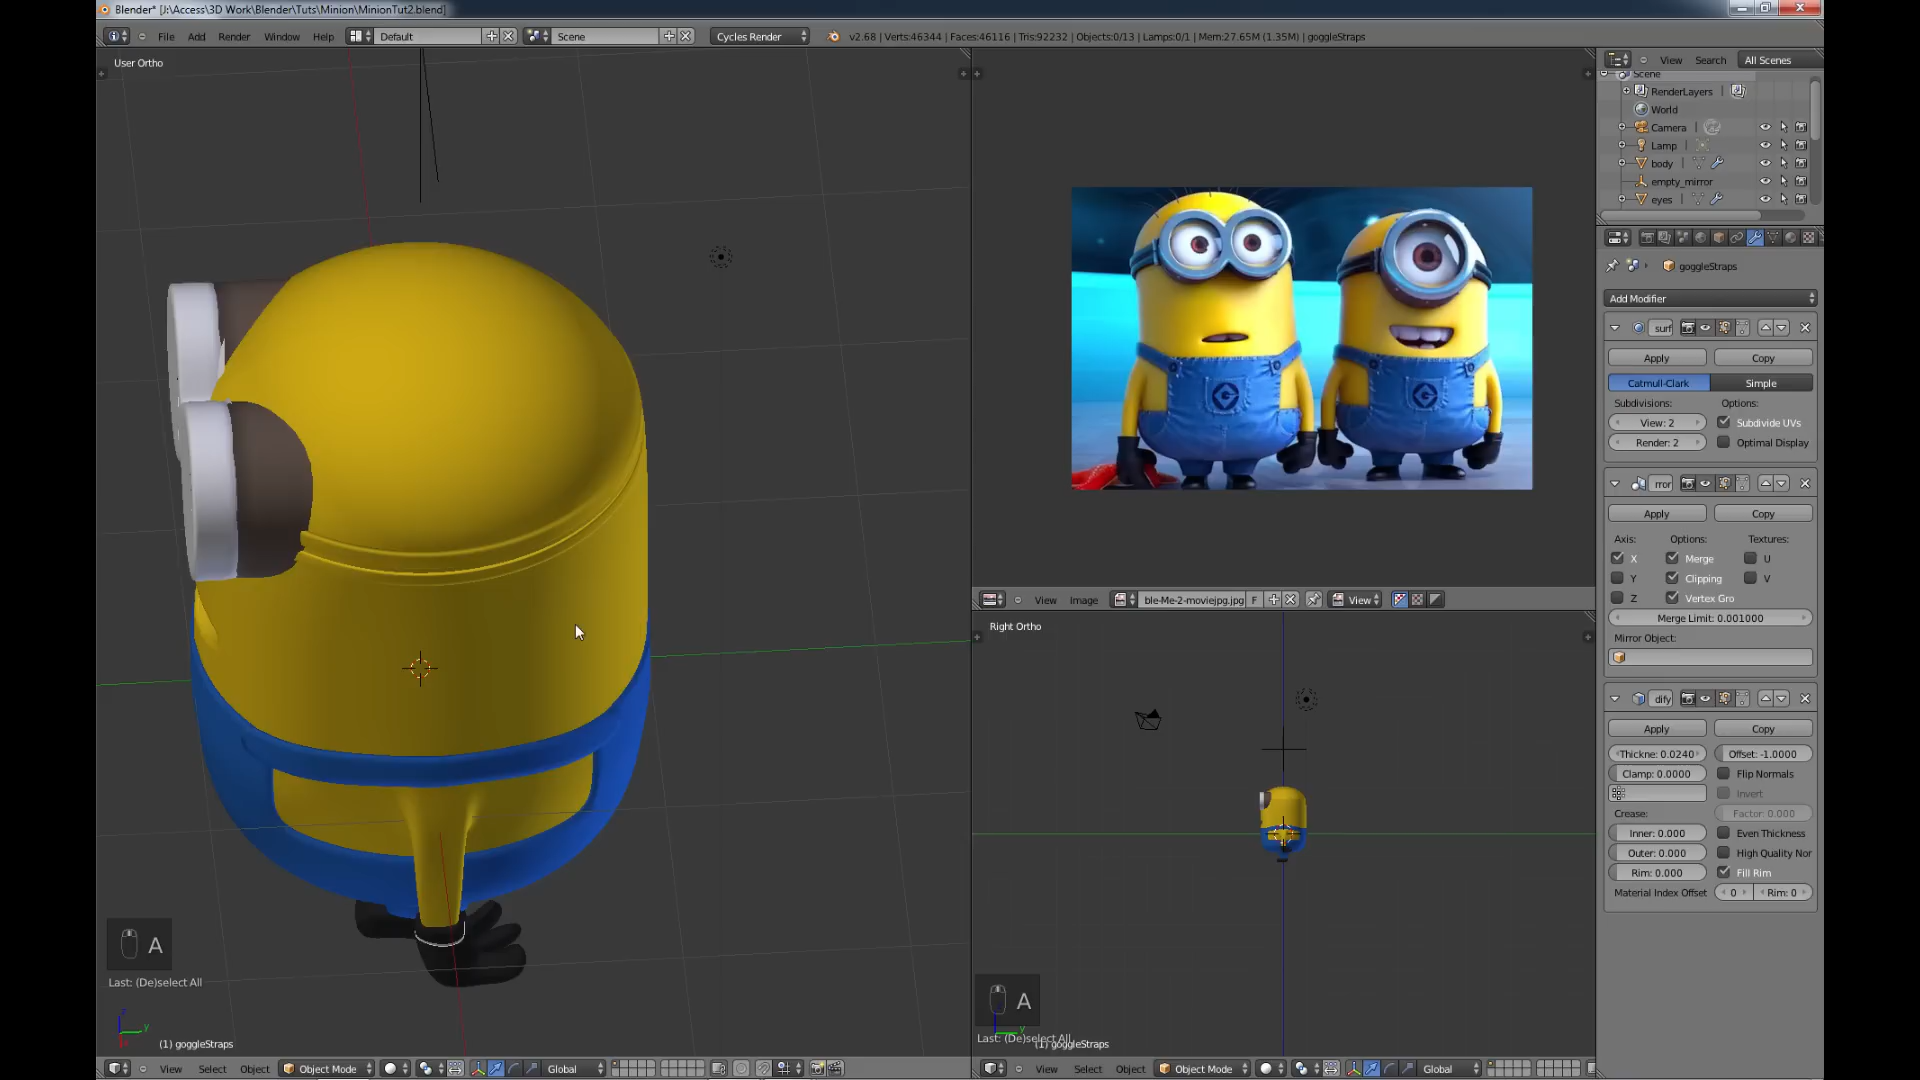 Blender* [J:\Access\3D Work\Blender\Tuts\Minion\MinionTut2.blend]
File Add Render Window Help Default Scene Cycles Render v2.68 | Verts:46344 | Faces:46116 | Tris:92232 | Objects:0/13 | Lamps:0/1 | Mem:27.65M (1.35M) | goggleStraps
View Search All Scenes
User Ortho
Scene
RenderLayers
World
Camera
Lamp
body
empty_mirror
eyes
goggleStraps
Add Modifier
surf
Apply Copy
Catmull-Clark Simple
Subdivisions: Options:
View: 2 Subdivide UVs
Render: 2 Optimal Display
rror
Apply Copy
Axis: Options: Textures:
X Merge U
Y Clipping V
Z Vertex Gro
Merge Limit: 0.001000
Mirror Object:
View Image ble-Me-2-moviejpg.jpg F View
Right Ortho
dify
Apply Copy
Thickne: 0.0240 Offset: -1.0000
Clamp: 0.0000 Flip Normals
Invert
Crease: Factor: 0.000
Inner: 0.000 Even Thickness
Outer: 0.000 High Quality Nor
Rim: 0.000 Fill Rim
Material Index Offset 0 Rim: 0
A
Last: (De)select All
z
y
(1) goggleStraps
A
Last: (De)select All
y
(1) goggleStraps
View Select Object Object Mode Global
View Select Object Object Mode Global